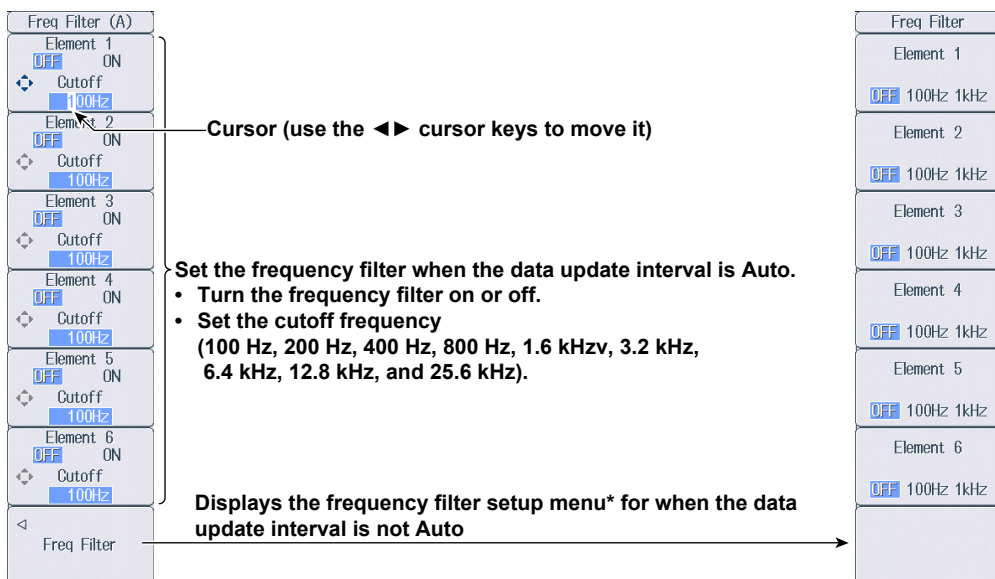 Freq Filter (A)
Element 1
OFF ON
Cutoff
100Hz
Element 2
OFF ON
Cutoff
100Hz
Element 3
OFF ON
Cutoff
100Hz
Element 4
OFF ON
Cutoff
100Hz
Element 5
OFF ON
Cutoff
100Hz
Element 6
OFF ON
Cutoff
100Hz
Freq Filter
Cursor (use the ◄► cursor keys to move it)
Set the frequency filter when the data update interval is Auto.
• Turn the frequency filter on or off.
• Set the cutoff frequency
(100 Hz, 200 Hz, 400 Hz, 800 Hz, 1.6 kHzv, 3.2 kHz,
6.4 kHz, 12.8 kHz, and 25.6 kHz).
Displays the frequency filter setup menu* for when the data
update interval is not Auto
Freq Filter
Element 1
OFF 100Hz 1kHz
Element 2
OFF 100Hz 1kHz
Element 3
OFF 100Hz 1kHz
Element 4
OFF 100Hz 1kHz
Element 5
OFF 100Hz 1kHz
Element 6
OFF 100Hz 1kHz